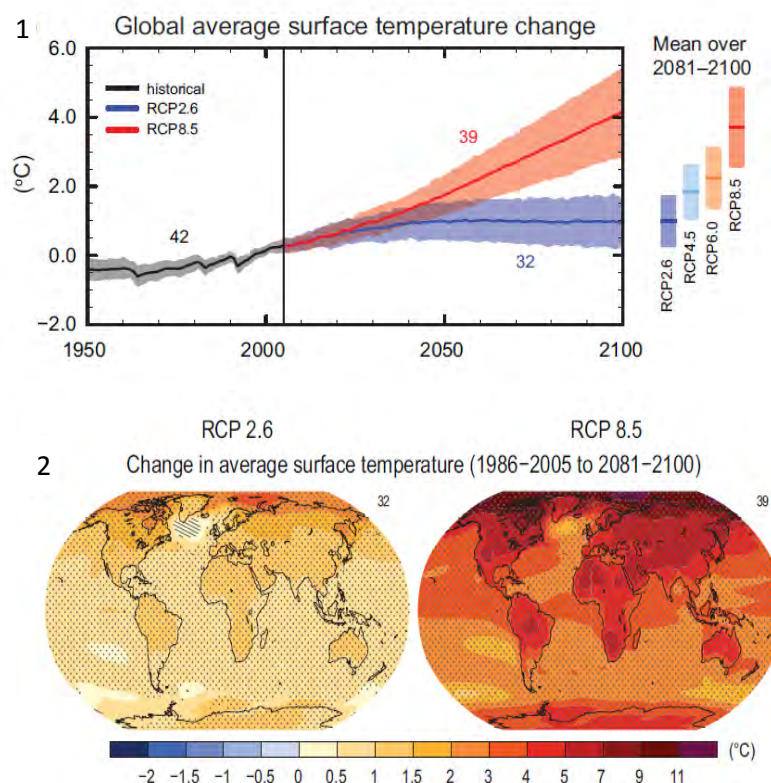 1
Global average surface temperature change
6.0
4.0
2.0
0.0
−2.0
(°C)
historical
RCP2.6
RCP8.5
42
39
32
1950
2000
2050
2100
Mean over
2081–2100
RCP2.6
RCP4.5
RCP6.0
RCP8.5
2
RCP 2.6
RCP 8.5
Change in average surface temperature (1986−2005 to 2081−2100)
32
39
−2 −1.5 −1 −0.5 0 0.5 1 1.5 2 3 4 5 7 9 11
(°C)